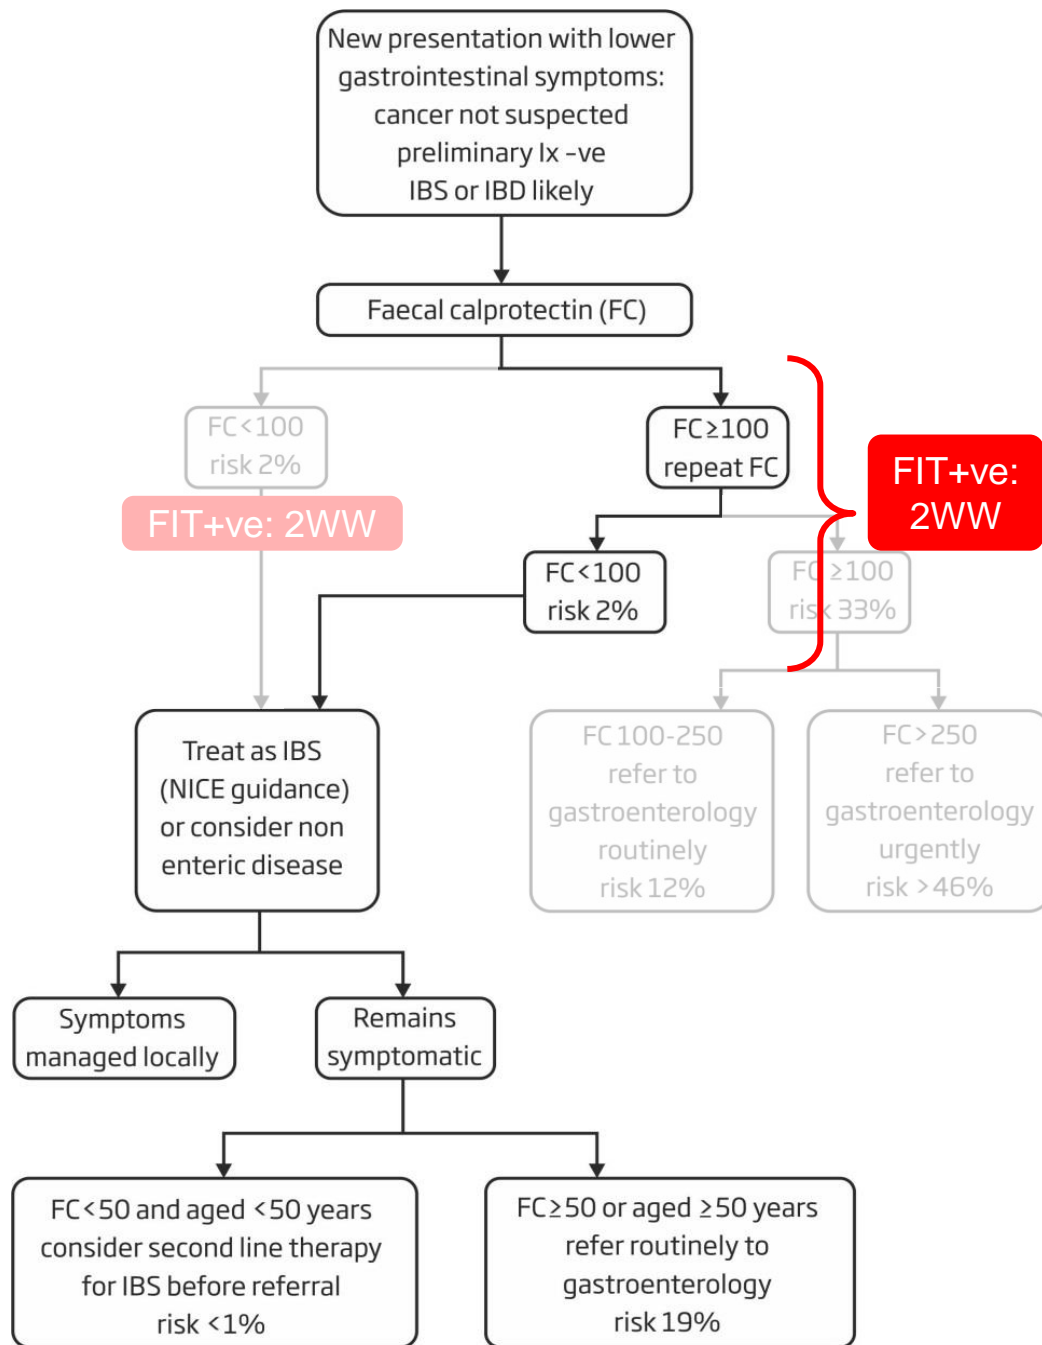 New presentation with lower
gastrointestinal symptoms:
cancer not suspected
preliminary Ix -ve
IBS or IBD likely
Faecal calprotectin (FC)
FC<100
risk 2%
FC≥100
repeat FC
FIT+ve:
2WW
FIT+ve: 2WW
FC<100
risk 2%
FC ≥100
risk 33%
Treat as IBS
(NICE guidance)
or consider non
enteric disease
FC 100-250
refer to
gastroenterology
routinely
risk 12%
FC>250
refer to
gastroenterology
urgently
risk >46%
Symptoms
managed locally
Remains
symptomatic
FC<50 and aged <50 years
consider second line therapy
for IBS before referral
risk <1%
FC≥50 or aged ≥50 years
refer routinely to
gastroenterology
risk 19%